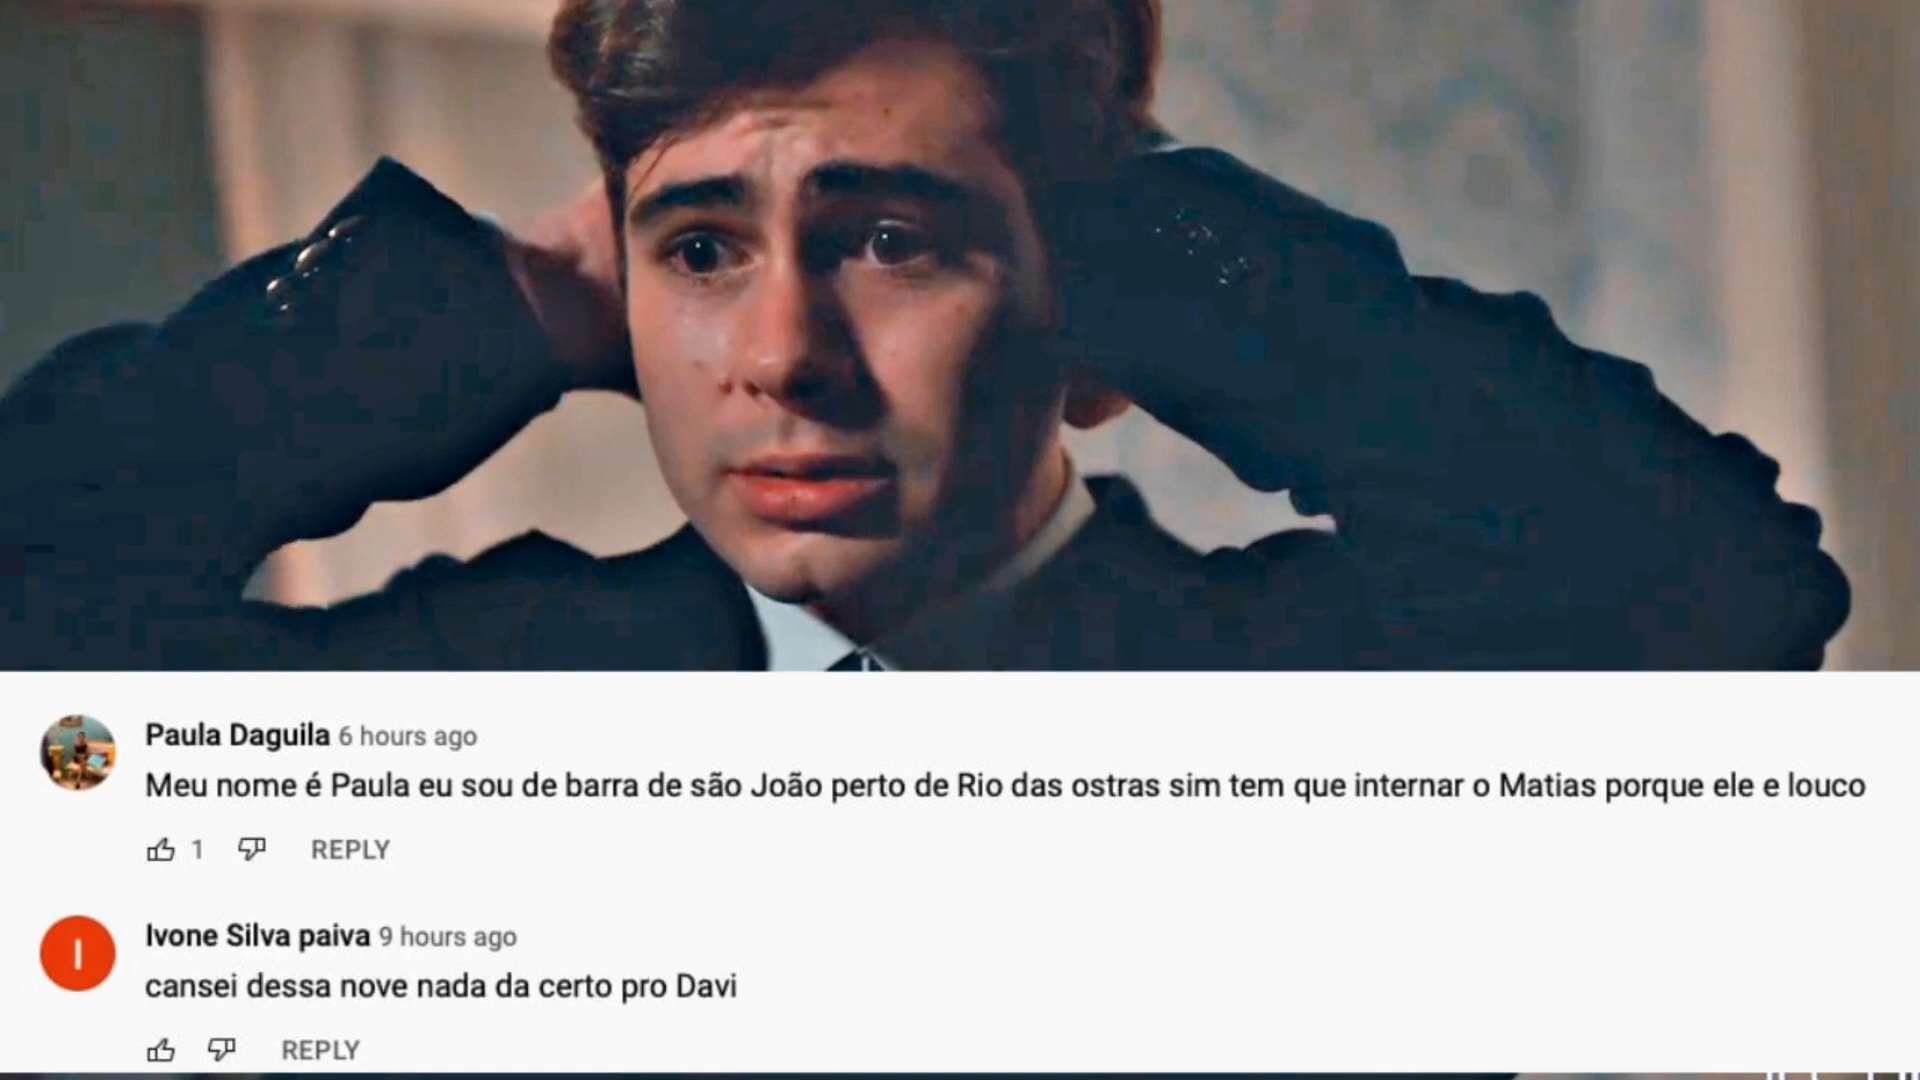 Paula Daguila 6 hours ago
Meu nome é Paula eu sou de barra de são João perto de Rio das ostras sim tem que internar o Matias porque ele e louco
1 REPLY
I
Ivone Silva paiva 9 hours ago
cansei dessa nove nada da certo pro Davi
REPLY